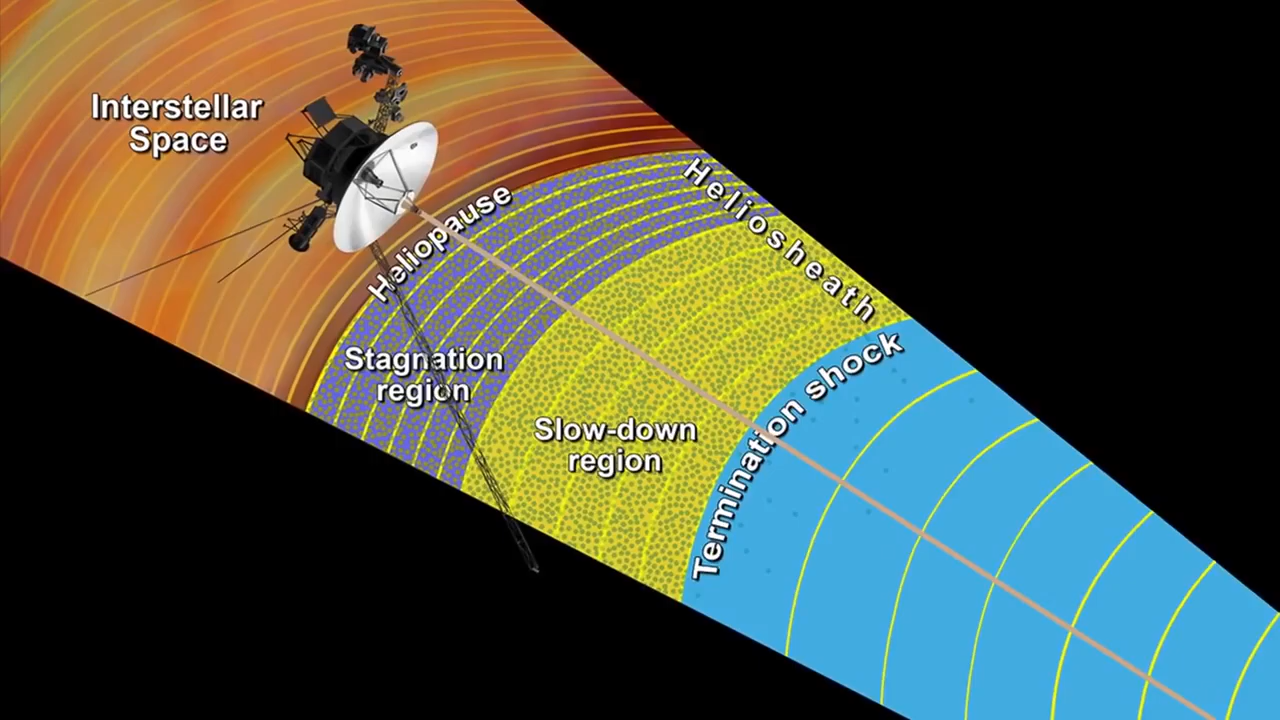 Interstellar
Space
Heliopause
Heliosheath
Stagnation
region
Slow-down
region
Termination shock